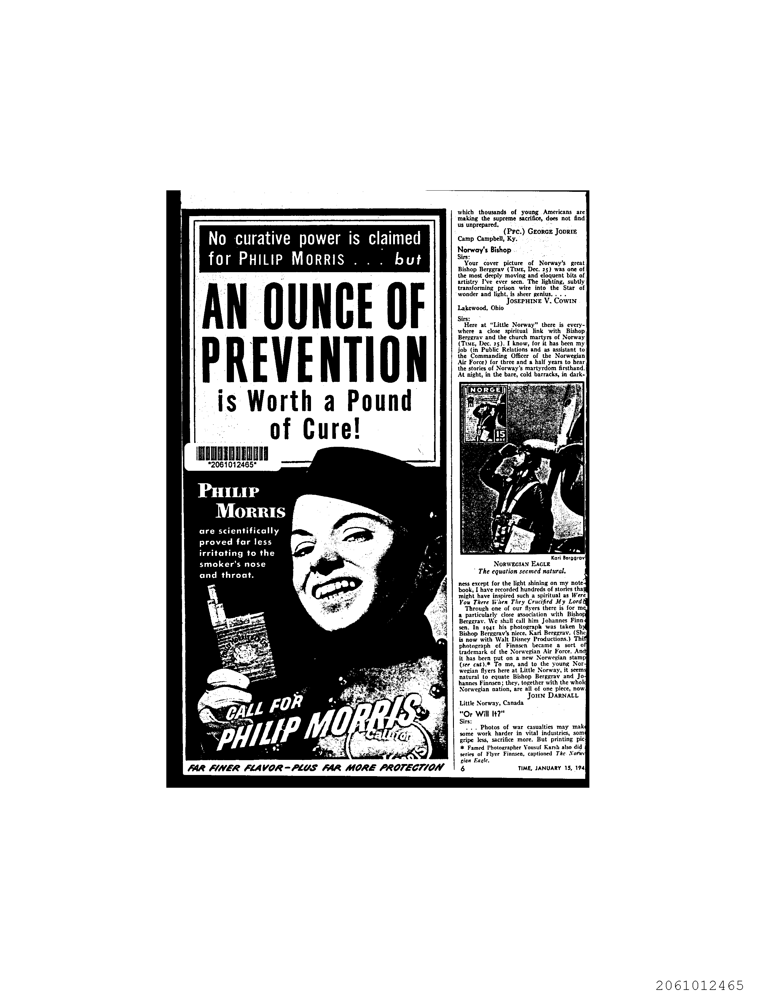 No curative power is claimed
for PHILIP MORRIS . . . but
AN OUNCE OF
PREVENTION
is Worth a Pound
of Cure!
*2061012465*
PHILIP
MORRIS
are scientifically
proved far less
irritating to the
smoker's nose
and throat.
CALL FOR
PHILIP MORRIS
FAR FINER FLAVOR—PLUS FAR MORE PROTECTION
which thousands of young Americans are
making the supreme sacrifice, does not find
us unprepared.
(PFC.) GEORGE JODRIE
Camp Campbell, Ky.
Norway's Bishop
Sirs:
Your cover picture of Norway's great
Bishop Berggrav (TIME, Dec. 25) was one of
the most deeply moving and eloquent bits of
artistry I've ever seen. The lighting, subtly
transforming prison wire into the Star of
wonder and light, is sheer genius. . . .
JOSEPHINE V. COWIN
Lakewood, Ohio
Sirs:
Here at "Little Norway" there is every-
where a close spiritual link with Bishop
Berggrav and the church martyrs of Norway
(TIME, Dec. 25). I know, for it has been my
job (in Public Relations and as assistant to
the Commanding Officer of the Norwegian
Air Force) for three and a half years to hear
the stories of Norway's martyrdom firsthand.
At night, in the bare, cold barracks, in dark-
NORGE
15
Kari Berggrav
NORWEGIAN EAGLE
The equation seemed natural.
ness except for the light shining on my note-
book, I have recorded hundreds of stories that
might have inspired such a spiritual as Were
You There When They Crucified My Lord?
Through one of our flyers there is for me
a particularly close association with Bishop
Berggrav. We shall call him Johannes Finn-
sen. In 1941 his photograph was taken by
Bishop Berggrav's niece, Kari Berggrav. (She
is now with Walt Disney Productions.) This
photograph of Finnsen became a sort of
trademark of the Norwegian Air Force. And
it has been put on a new Norwegian stamp
(see cut).* To me, and to the young Nor-
wegian flyers here at Little Norway, it seems
natural to equate Bishop Berggrav and Jo-
hannes Finnsen; they, together with the whole
Norwegian nation, are all of one piece, now.
JOHN DARNALL
Little Norway, Canada
"Or Will It?"
Sirs:
. . . Photos of war casualties may make
some work harder in vital industries, some
gripe less, sacrifice more. But printing pic
* Famed Photographer Yousuf Karsh also did a
series of Flyer Finnsen, captioned The Norwe-
gian Eagle.
6 TIME, JANUARY 15, 194
2061012465